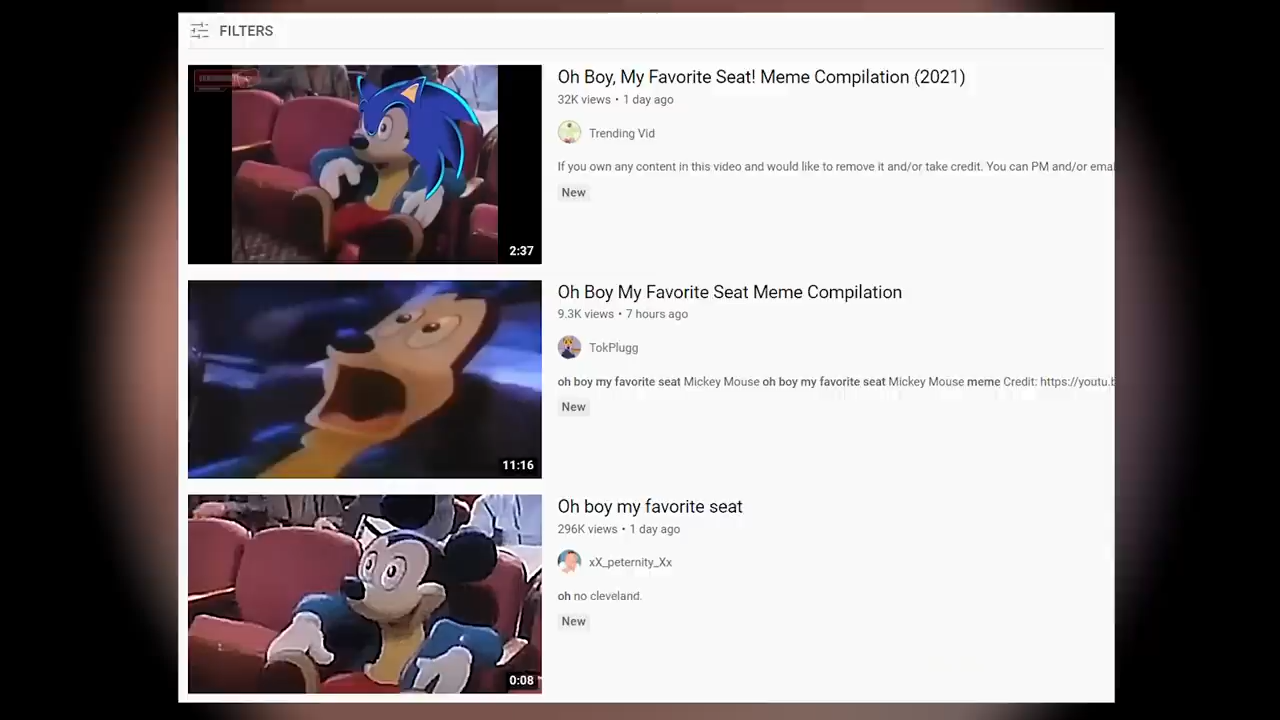 FILTERS
Oh Boy, My Favorite Seat! Meme Compilation (2021)
32K views • 1 day ago
Trending Vid
If you own any content in this video and would like to remove it and/or take credit. You can PM and/or emai
New
2:37
Oh Boy My Favorite Seat Meme Compilation
9.3K views • 7 hours ago
TokPlugg
oh boy my favorite seat Mickey Mouse oh boy my favorite seat Mickey Mouse meme Credit: https://youtu.b
New
11:16
Oh boy my favorite seat
296K views • 1 day ago
xX_peternity_Xx
oh no cleveland.
New
0:08